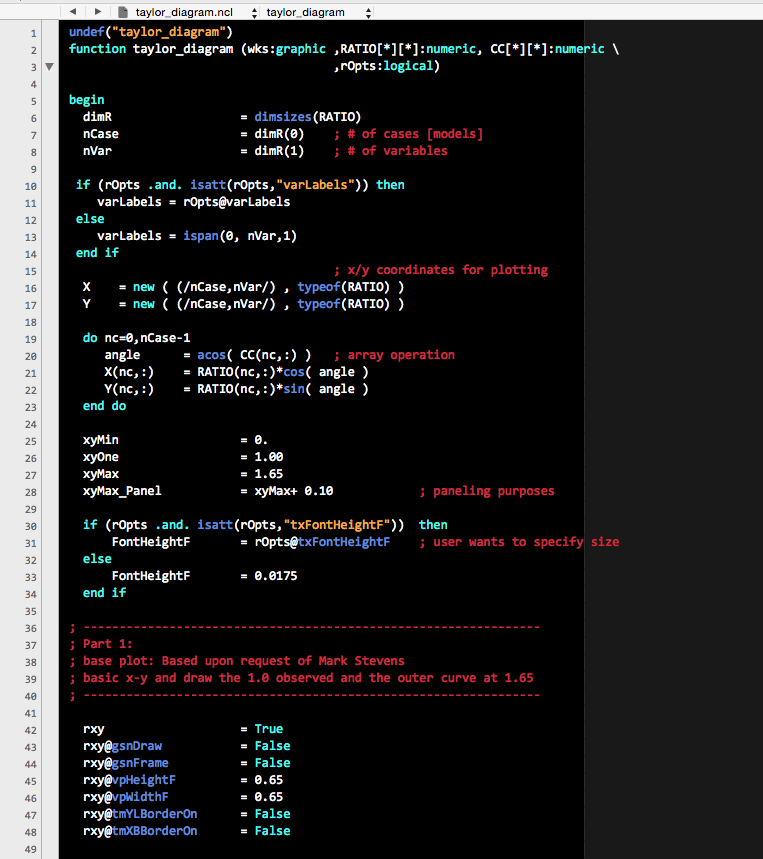 taylor_diagram.ncl taylor_diagram
1 undef("taylor_diagram")
2 function taylor_diagram (wks:graphic ,RATIO[*][*]:numeric, CC[*][*]:numeric \
3 ,rOpts:logical)
4
5 begin
6 dimR = dimsizes(RATIO)
7 nCase = dimR(0) ; # of cases [models]
8 nVar = dimR(1) ; # of variables
9
10 if (rOpts .and. isatt(rOpts,"varLabels")) then
11 varLabels = rOpts@varLabels
12 else
13 varLabels = ispan(0, nVar,1)
14 end if
15 ; x/y coordinates for plotting
16 X = new ( (/nCase,nVar/) , typeof(RATIO) )
17 Y = new ( (/nCase,nVar/) , typeof(RATIO) )
18
19 do nc=0,nCase-1
20 angle = acos( CC(nc,:) ) ; array operation
21 X(nc,:) = RATIO(nc,:)*cos( angle )
22 Y(nc,:) = RATIO(nc,:)*sin( angle )
23 end do
24
25 xyMin = 0.
26 xyOne = 1.00
27 xyMax = 1.65
28 xyMax_Panel = xyMax+ 0.10 ; paneling purposes
29
30 if (rOpts .and. isatt(rOpts,"txFontHeightF")) then
31 FontHeightF = rOpts@txFontHeightF ; user wants to specify size
32 else
33 FontHeightF = 0.0175
34 end if
35
36 ; ----------------------------------------------------------------
37 ; Part 1:
38 ; base plot: Based upon request of Mark Stevens
39 ; basic x-y and draw the 1.0 observed and the outer curve at 1.65
40 ; ----------------------------------------------------------------
41
42 rxy = True
43 rxy@gsnDraw = False
44 rxy@gsnFrame = False
45 rxy@vpHeightF = 0.65
46 rxy@vpWidthF = 0.65
47 rxy@tmYLBorderOn = False
48 rxy@tmXBBorderOn = False
49